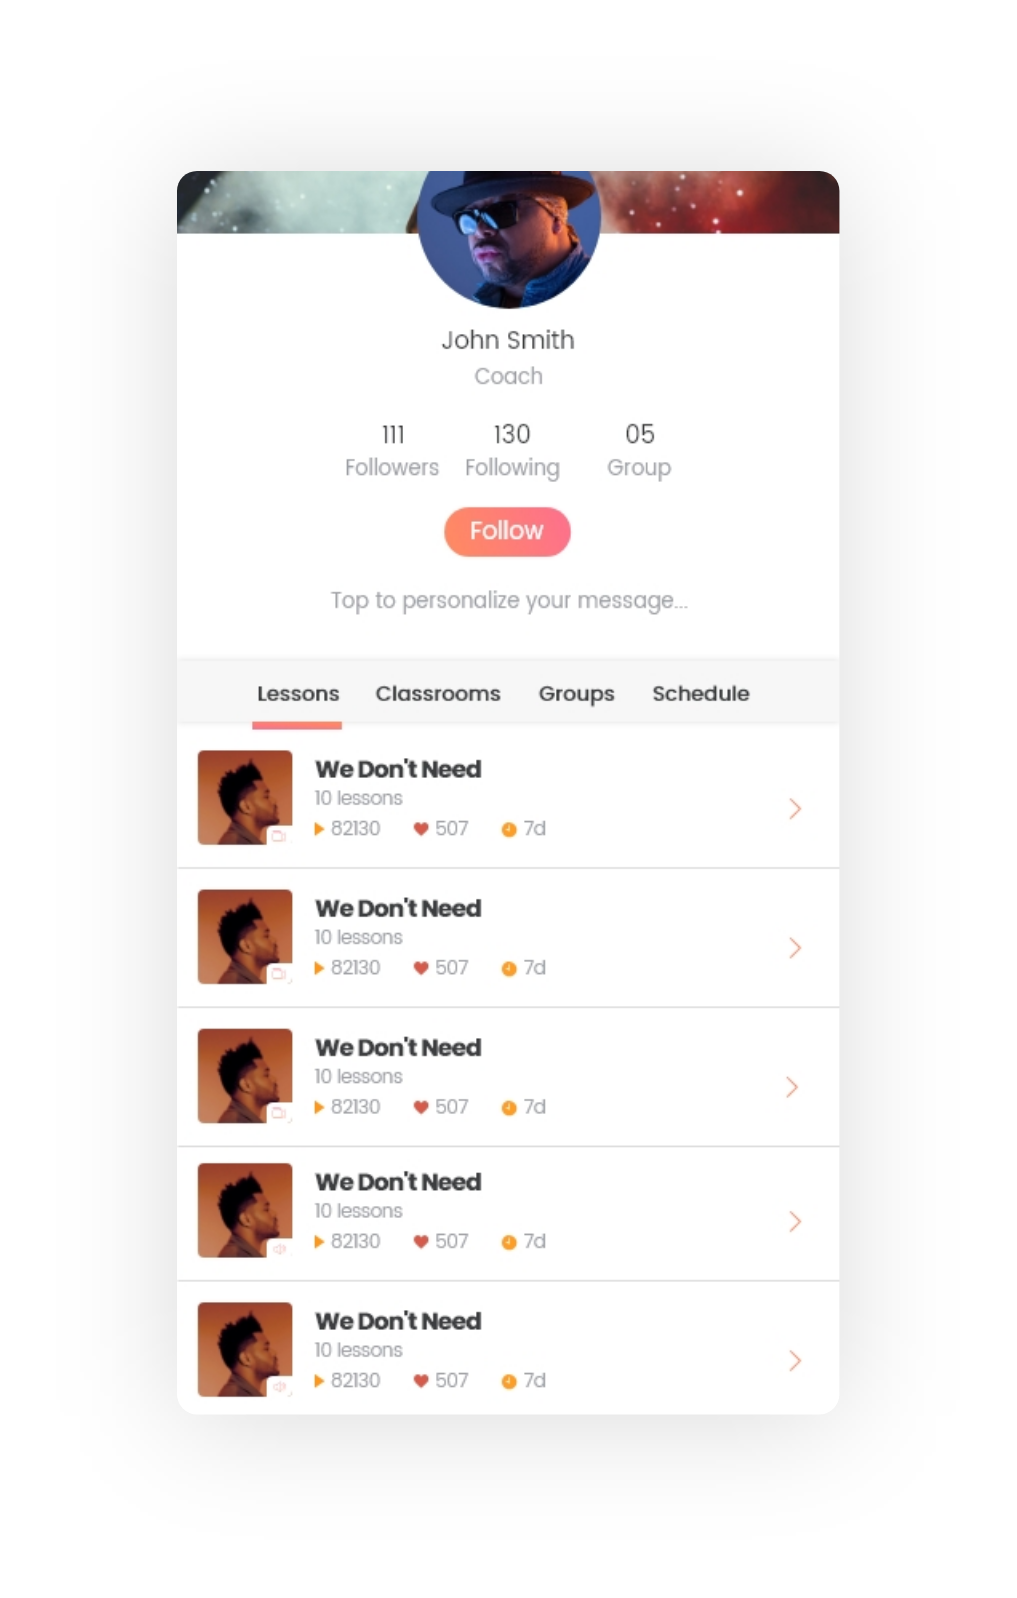 John Smith
Coach
111 130 05
Followers Following Group
Follow
Top to personalize your message...
Lessons Classrooms Groups Schedule
We Don't Need
10 lessons
82130 507 7d
We Don't Need
10 lessons
82130 507 7d
We Don't Need
10 lessons
82130 507 7d
We Don't Need
10 lessons
82130 507 7d
We Don't Need
10 lessons
82130 507 7d